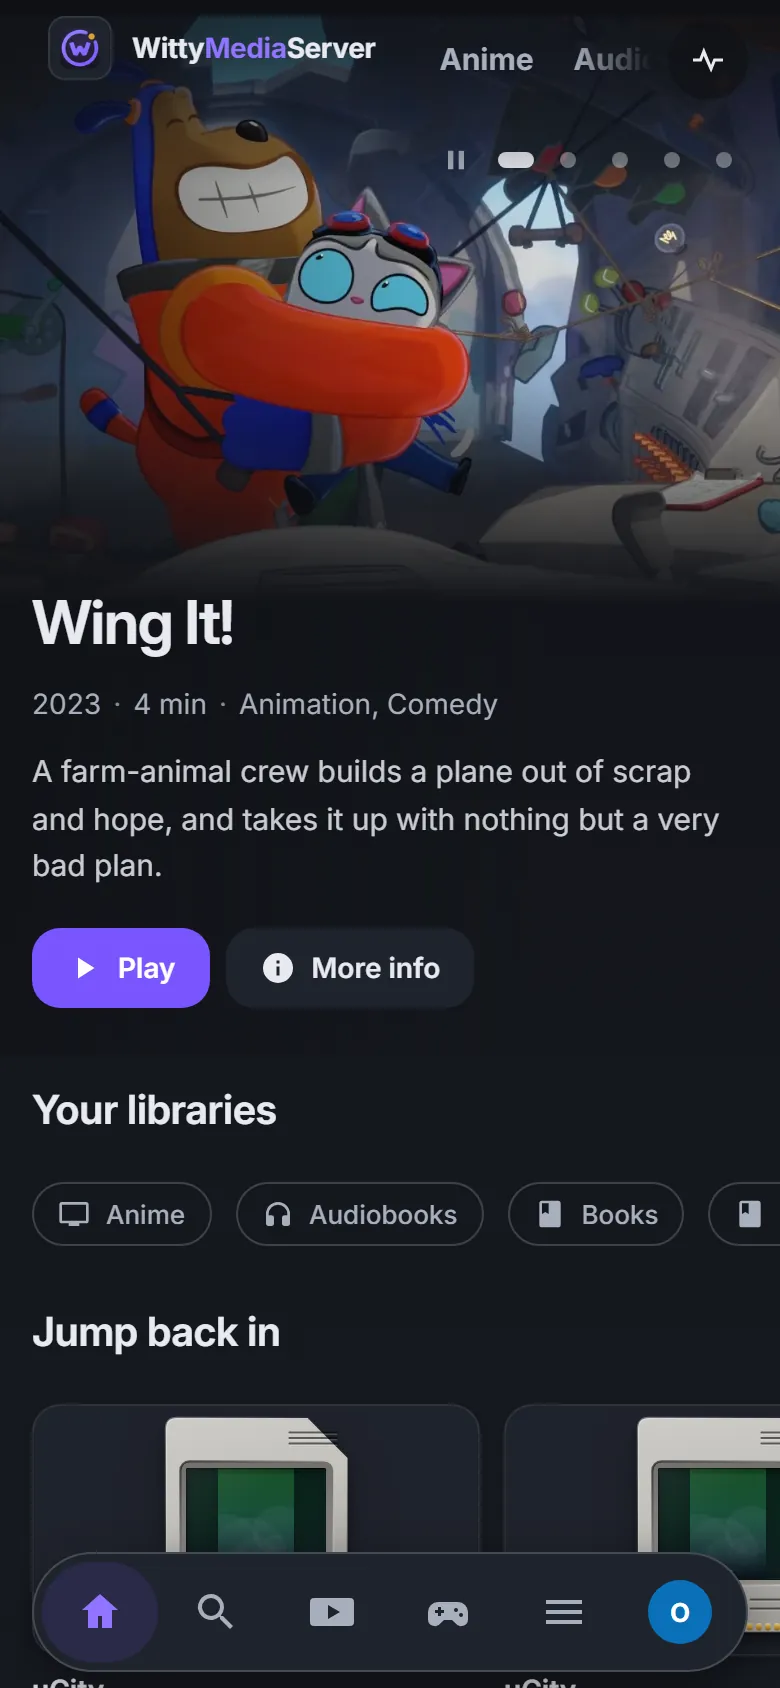 WittyMediaServer
Anime
Wing It!
2023 · 4 min · Animation, Comedy
A farm-animal crew builds a plane out of scrap
and hope, and takes it up with nothing but a very
bad plan.
Play
More info
Your libraries
Anime
Audiobooks
Books
Jump back in
O